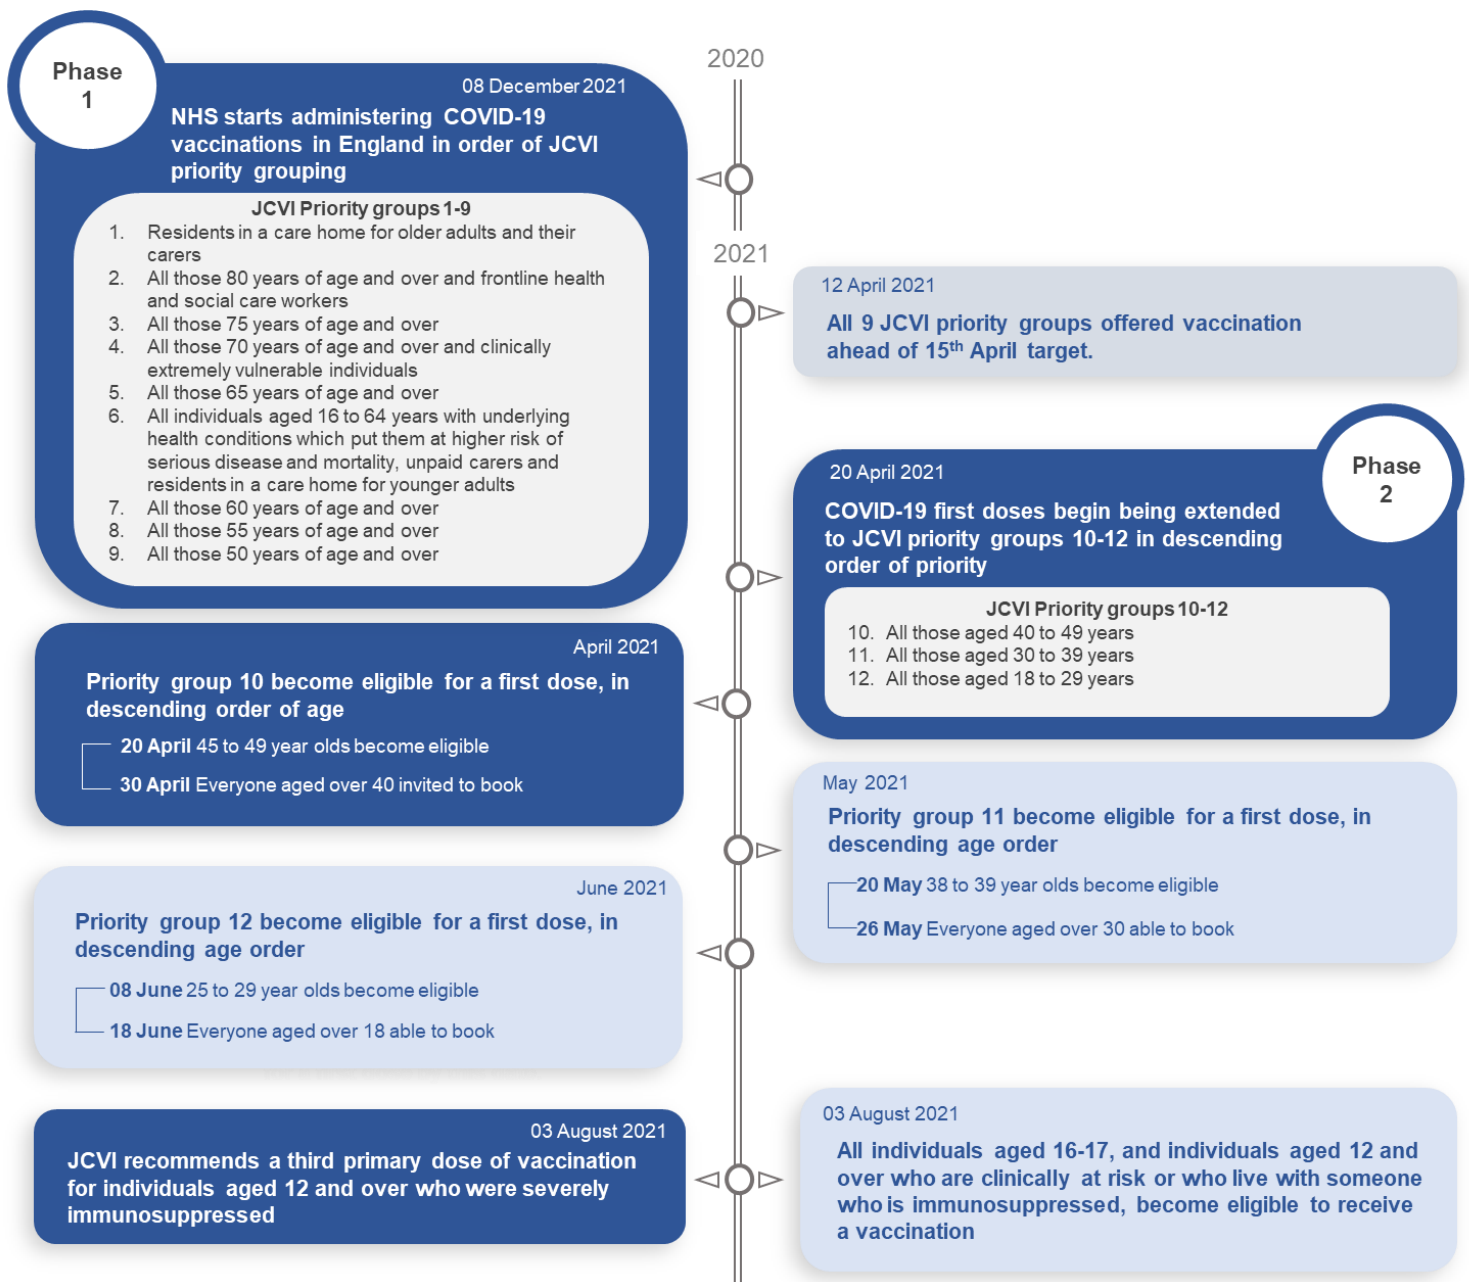 Phase
1
08 December 2021
NHS starts administering COVID-19
vaccinations in England in order of JCVI
priority grouping
JCVI Priority groups 1-9
1. Residents in a care home for older adults and their
carers
2. All those 80 years of age and over and frontline health
and social care workers
3. All those 75 years of age and over
4. All those 70 years of age and over and clinically
extremely vulnerable individuals
5. All those 65 years of age and over
6. All individuals aged 16 to 64 years with underlying
health conditions which put them at higher risk of
serious disease and mortality, unpaid carers and
residents in a care home for younger adults
7. All those 60 years of age and over
8. All those 55 years of age and over
9. All those 50 years of age and over
2020
2021
12 April 2021
All 9 JCVI priority groups offered vaccination
ahead of 15th April target.
Phase
2
20 April 2021
COVID-19 first doses begin being extended
to JCVI priority groups 10-12 in descending
order of priority
JCVI Priority groups 10-12
10. All those aged 40 to 49 years
11. All those aged 30 to 39 years
12. All those aged 18 to 29 years
April 2021
Priority group 10 become eligible for a first dose, in
descending order of age
20 April 45 to 49 year olds become eligible
30 April Everyone aged over 40 invited to book
May 2021
Priority group 11 become eligible for a first dose, in
descending age order
20 May 38 to 39 year olds become eligible
26 May Everyone aged over 30 able to book
June 2021
Priority group 12 become eligible for a first dose, in
descending age order
08 June 25 to 29 year olds become eligible
18 June Everyone aged over 18 able to book
03 August 2021
JCVI recommends a third primary dose of vaccination
for individuals aged 12 and over who were severely
immunosuppressed
03 August 2021
All individuals aged 16-17, and individuals aged 12 and
over who are clinically at risk or who live with someone
who is immunosuppressed, become eligible to receive
a vaccination